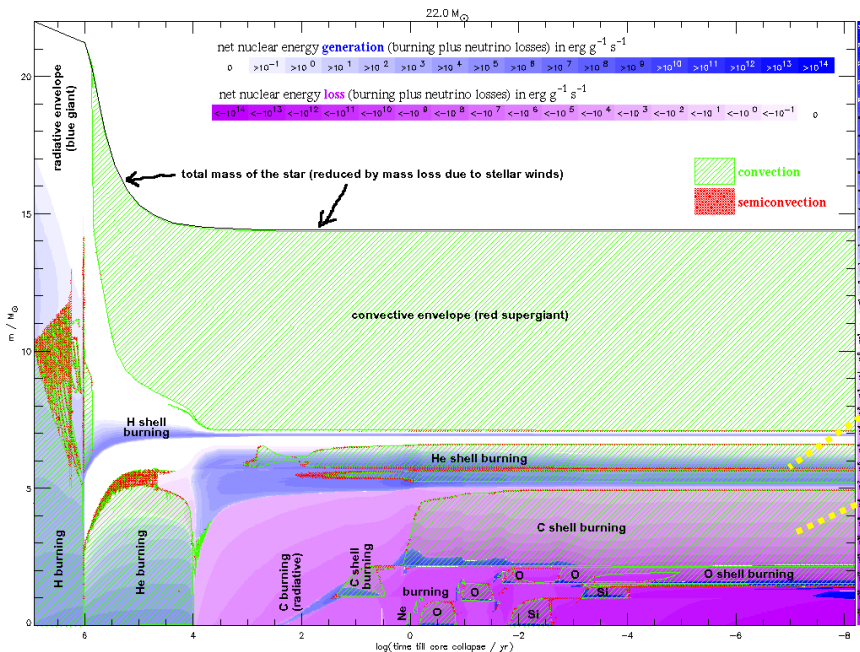 22.0 M⊙
net nuclear energy generation (burning plus neutrino losses) in erg g⁻¹ s⁻¹
0 >10⁻¹ >10⁰ >10¹ >10² >10³ >10⁴ >10⁵ >10⁶ >10⁷ >10⁸ >10⁹ >10¹⁰ >10¹¹ >10¹² >10¹³ >10¹⁴
net nuclear energy loss (burning plus neutrino losses) in erg g⁻¹ s⁻¹
<-10¹⁴ <-10¹³ <-10¹² <-10¹¹ <-10¹⁰ <-10⁹ <-10⁸ <-10⁷ <-10⁶ <-10⁵ <-10⁴ <-10³ <-10² <-10¹ <-10⁰ <-10⁻¹ 0
radiative envelope
(blue giant)
total mass of the star (reduced by mass loss due to stellar winds)
convection
semiconvection
convective envelope (red supergiant)
H shell
burning
He shell burning
C shell burning
H burning
He burning
C burning
(radiative)
C shell
burning
Ne
burning
O
O
O
O
O shell burning
Si
Si
m / M⊙
20
15
10
5
0
6
4
2
0
-2
-4
-6
-8
log(time till core collapse / yr)